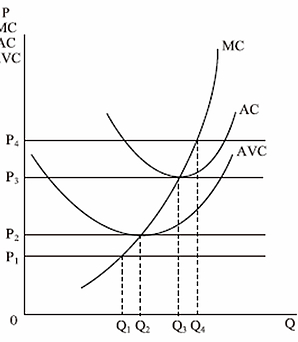 P
MC
AC
AVC
MC
AC
P₄
AVC
P₃
P₂
P₁
0
Q₁ Q₂ Q₃ Q₄ Q